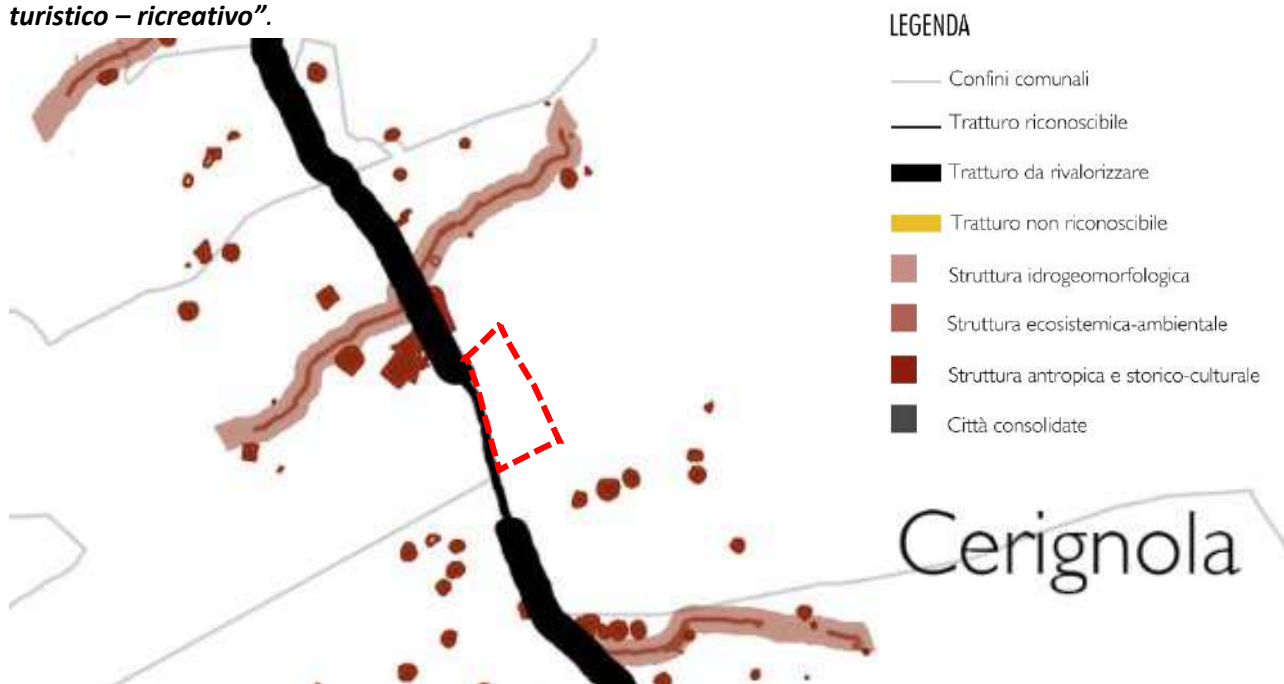 turistico – ricreativo”.
LEGENDA
Confini comunali
Tratturo riconoscibile
Tratturo da rivalorizzare
Tratturo non riconoscibile
Struttura idrogeomorfologica
Struttura ecosistemica-ambientale
Struttura antropica e storico-culturale
Città consolidate
Cerignola